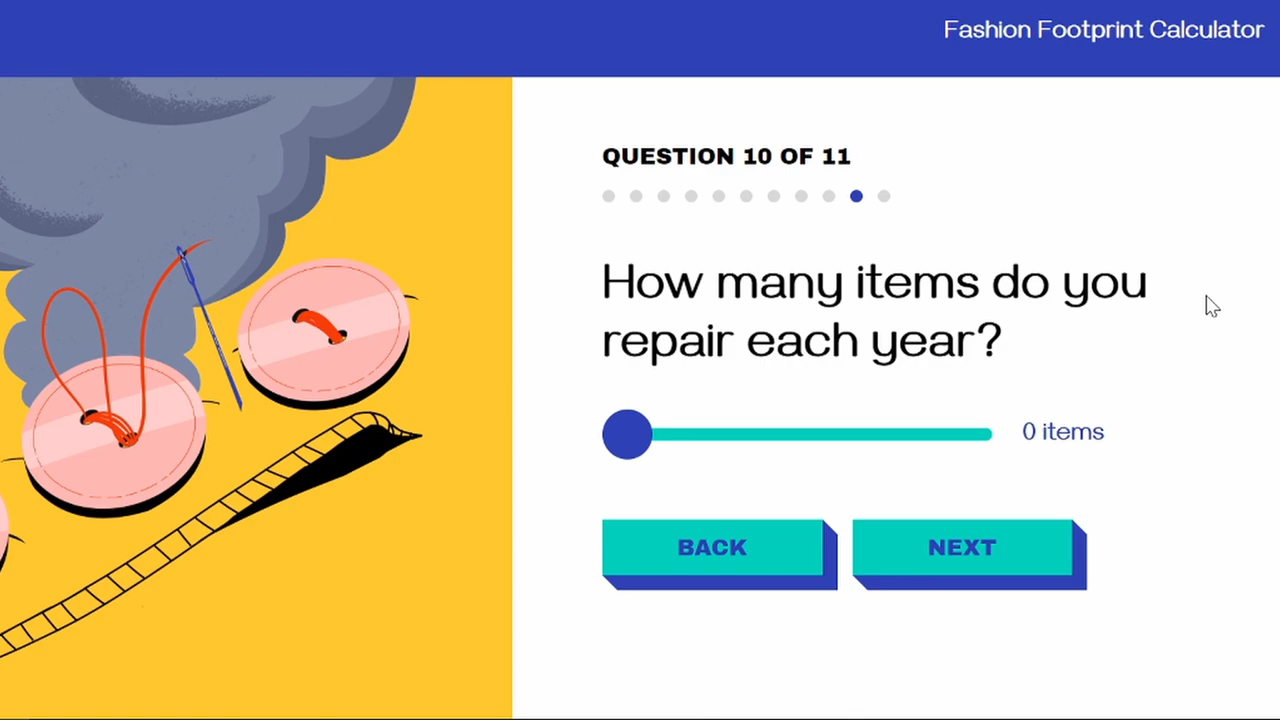 Fashion Footprint Calculator
QUESTION 10 OF 11
How many items do you
repair each year?
0 items
BACK
NEXT